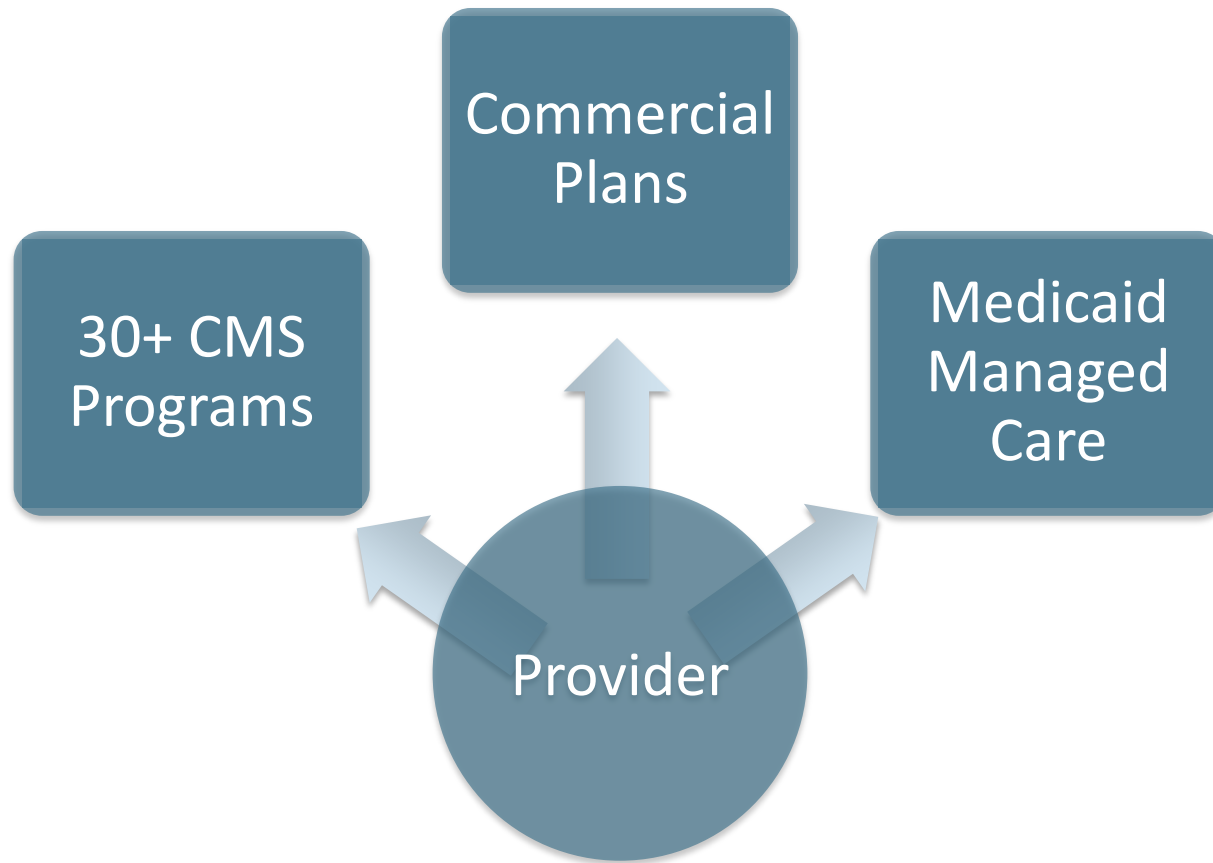 Commercial
Plans
30+ CMS
Programs
Medicaid
Managed
Care
Provider